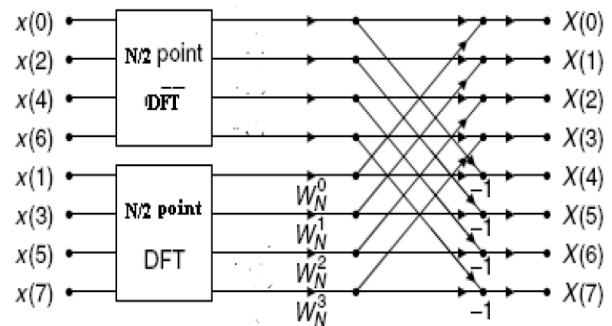 x(0) X(0)
x(2) N/2 point X(1)
x(4) DFT X(2)
x(6) X(3)
x(1) W_N^0 -1 X(4)
x(3) N/2 point W_N^1 -1 X(5)
x(5) DFT W_N^2 -1 X(6)
x(7) W_N^3 -1 X(7)